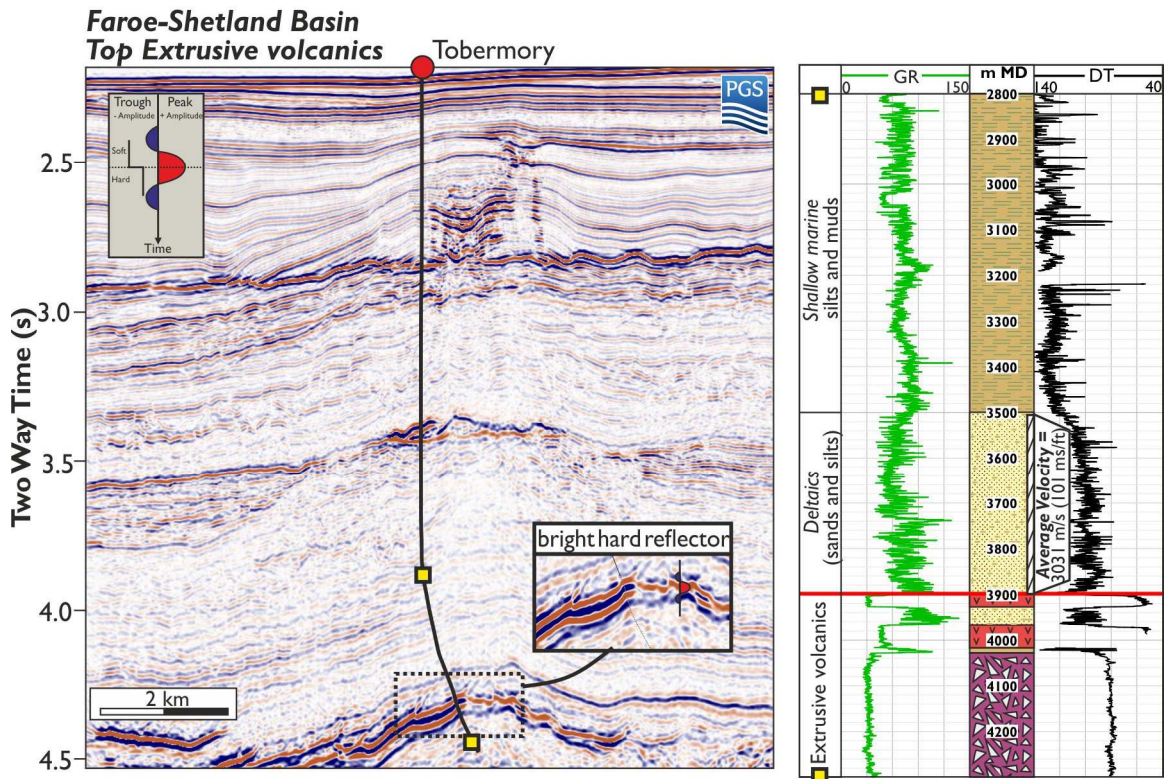 Faroe-Shetland Basin
Top Extrusive volcanics
Tobermory
Trough
Peak
- Amplitude
+ Amplitude
Soft
Hard
Time
PGS
Two Way Time (s)
2.5
3.0
3.5
4.0
4.5
bright hard reflector
2 km
GR
m MD
DT
0
150
140
40
2800
2900
3000
3100
3200
3300
3400
3500
3600
3700
3800
3900
4000
4100
4200
Shallow marine
silts and muds
Deltaics
(sands and silts)
Extrusive volcanics
Average Velocity =
3031 m/s (101 ms/ft)